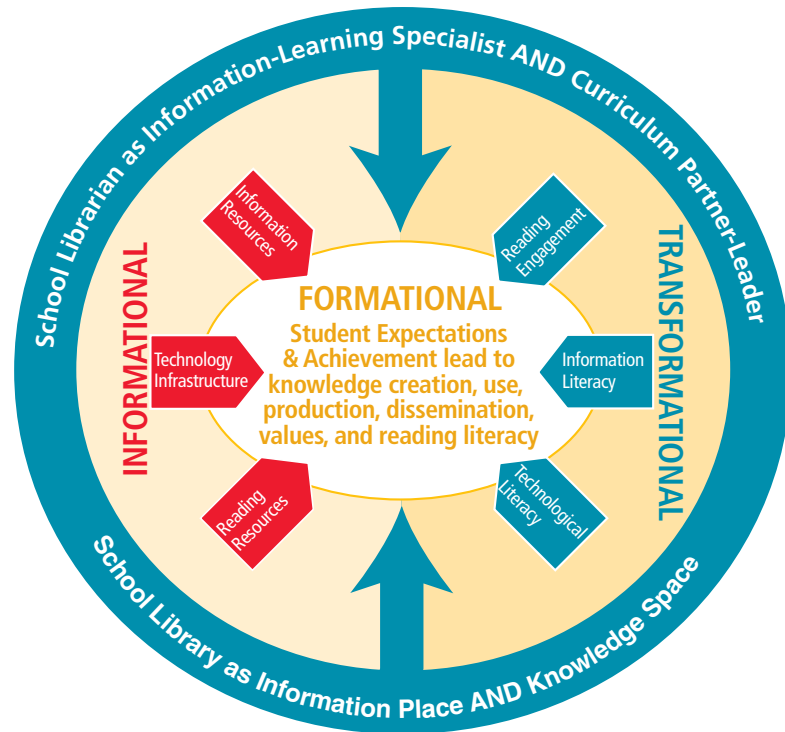 School Librarian as Information-Learning Specialist AND Curriculum Partner-Leader
INFORMATIONAL
Information
Resources
Technology
Infrastructure
Reading
Resources
FORMATIONAL
Student Expectations
& Achievement lead to
knowledge creation, use,
production, dissemination,
values, and reading literacy
Reading
Engagement
Information
Literacy
Technological
Literacy
TRANSFORMATIONAL
School Library as Information Place AND Knowledge Space